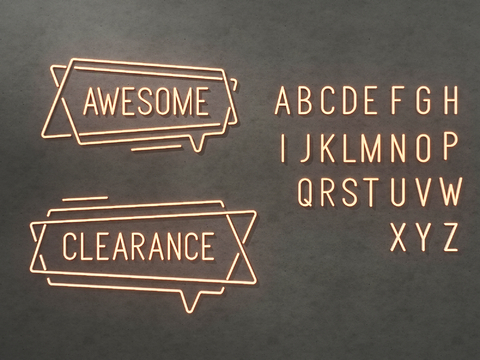 AWESOME
CLEARANCE
ABCDEFGH
IJKLMNOP
QRSTUVW
XYZ